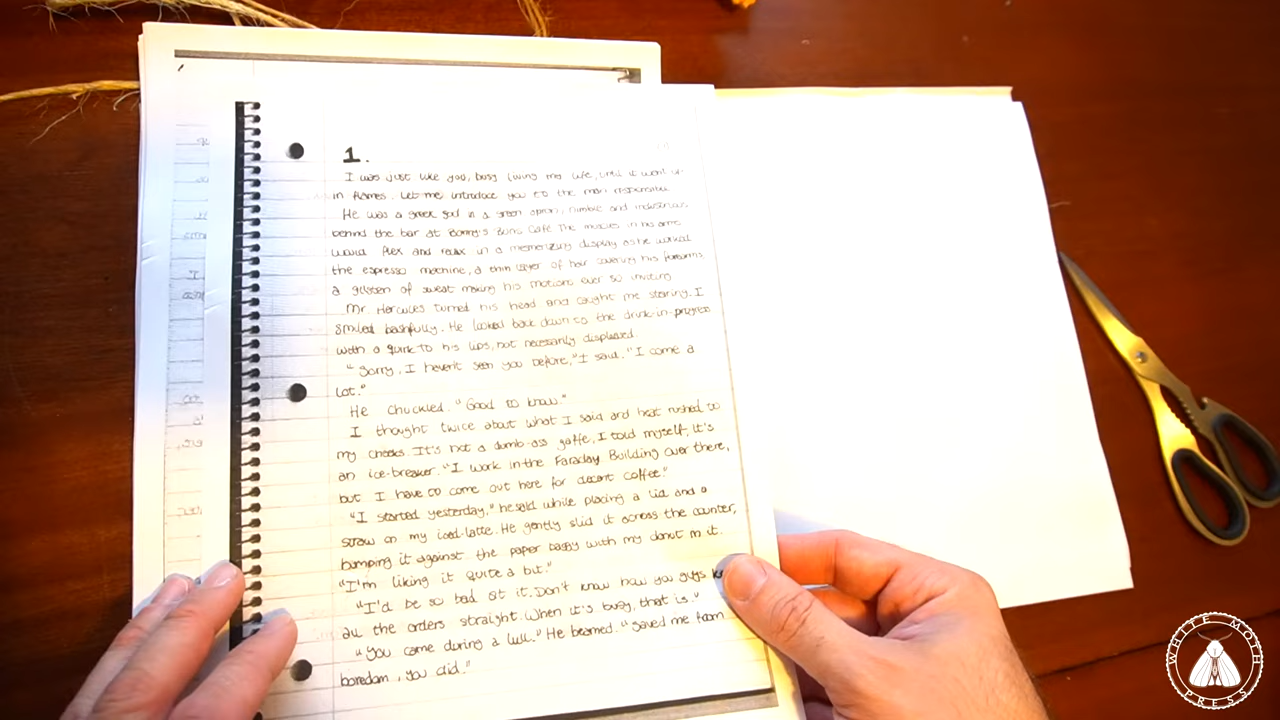 1.
I was just like you, busy living my life, until it went up
in flames. Let me introduce you to the man responsible.
He was a greek god in a green apron, nimble and industrious
behind the bar at Bonny's Buns Café. The muscles in his arms
would flex and relax in a mesmerizing display as he worked
the espresso machine, a thin layer of hair covering his forearms
a glisten of sweat making his motions ever so inviting
Mr. Hercules turned his head and caught me staring. I
smiled bashfully. He looked back down to the drink-in-progress
with a quirk to his lips, not necessarily displeased.
"Sorry, I haven't seen you before," I said, "I come a
lot."
He chuckled. "Good to know."
I thought twice about what I said and heat rushed to
my cheeks. It's not a dumb-ass gaffe, I told myself, it's
an ice-breaker. "I work in the Faraday Building over there,
but I have to come out here for decent coffee."
"I started yesterday," he said while placing a lid and a
straw on my iced-latte. He gently slid it across the counter,
bumping it against the paper baggy with my donut in it.
"I'm liking it quite a bit."
"I'd be so bad at it. Don't know how you guys
all the orders straight. When it's busy, that is."
"You came during a lull." He beamed. "Saved me from
boredom, you did."
WHITE MOTH
PRESS